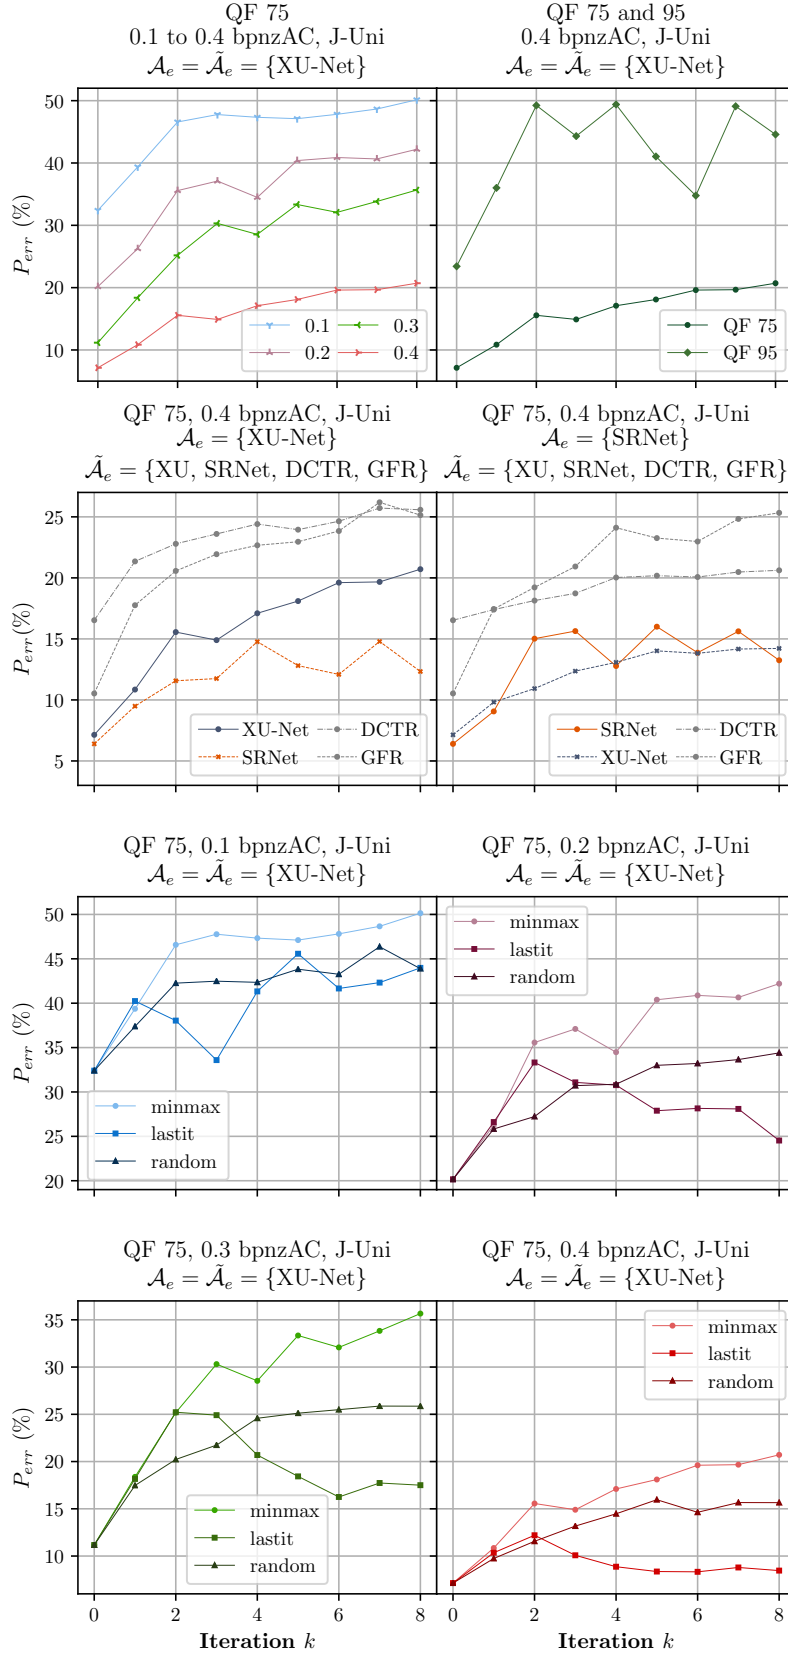 QF 75
0.1 to 0.4 bpnzAC, J-Uni
𝒜ₑ = 𝒜̃ₑ = {XU-Net}
QF 75 and 95
0.4 bpnzAC, J-Uni
𝒜ₑ = 𝒜̃ₑ = {XU-Net}
P_err (%)
50
40
30
20
10
0.1
0.2
0.3
0.4
QF 75
QF 95
QF 75, 0.4 bpnzAC, J-Uni
𝒜ₑ = {XU-Net}
𝒜̃ₑ = {XU, SRNet, DCTR, GFR}
QF 75, 0.4 bpnzAC, J-Uni
𝒜ₑ = {SRNet}
𝒜̃ₑ = {XU, SRNet, DCTR, GFR}
P_err(%)
25
20
15
10
5
XU-Net
SRNet
DCTR
GFR
SRNet
XU-Net
DCTR
GFR
QF 75, 0.1 bpnzAC, J-Uni
𝒜ₑ = 𝒜̃ₑ = {XU-Net}
QF 75, 0.2 bpnzAC, J-Uni
𝒜ₑ = 𝒜̃ₑ = {XU-Net}
P_err (%)
50
45
40
35
30
25
20
minmax
lastit
random
minmax
lastit
random
QF 75, 0.3 bpnzAC, J-Uni
𝒜ₑ = 𝒜̃ₑ = {XU-Net}
QF 75, 0.4 bpnzAC, J-Uni
𝒜ₑ = 𝒜̃ₑ = {XU-Net}
P_err (%)
35
30
25
20
15
10
minmax
lastit
random
minmax
lastit
random
0 2 4 6 8
Iteration k
0 2 4 6 8
Iteration k